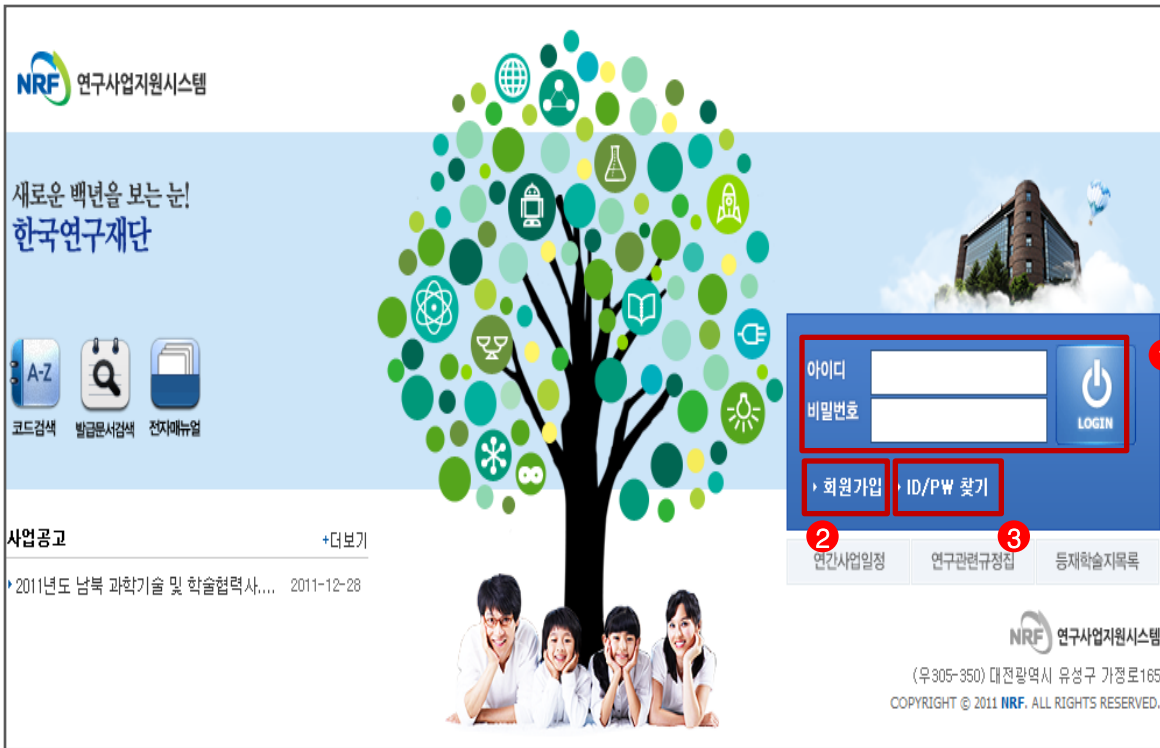 NRF 연구사업지원시스템
새로운 백년을 보는 눈!
한국연구재단
A-Z
코드검색 발급문서검색 전자매뉴얼
아이디
비밀번호
LOGIN
1
회원가입 ID/PW 찾기
2 3
연간사업일정 연구관련규정집 등재학술지목록
사업공고 +더보기
2011년도 남북 과학기술 및 학술협력사.... 2011-12-28
NRF 연구사업지원시스템
(우305-350) 대전광역시 유성구 가정로165
COPYRIGHT © 2011 NRF. ALL RIGHTS RESERVED.